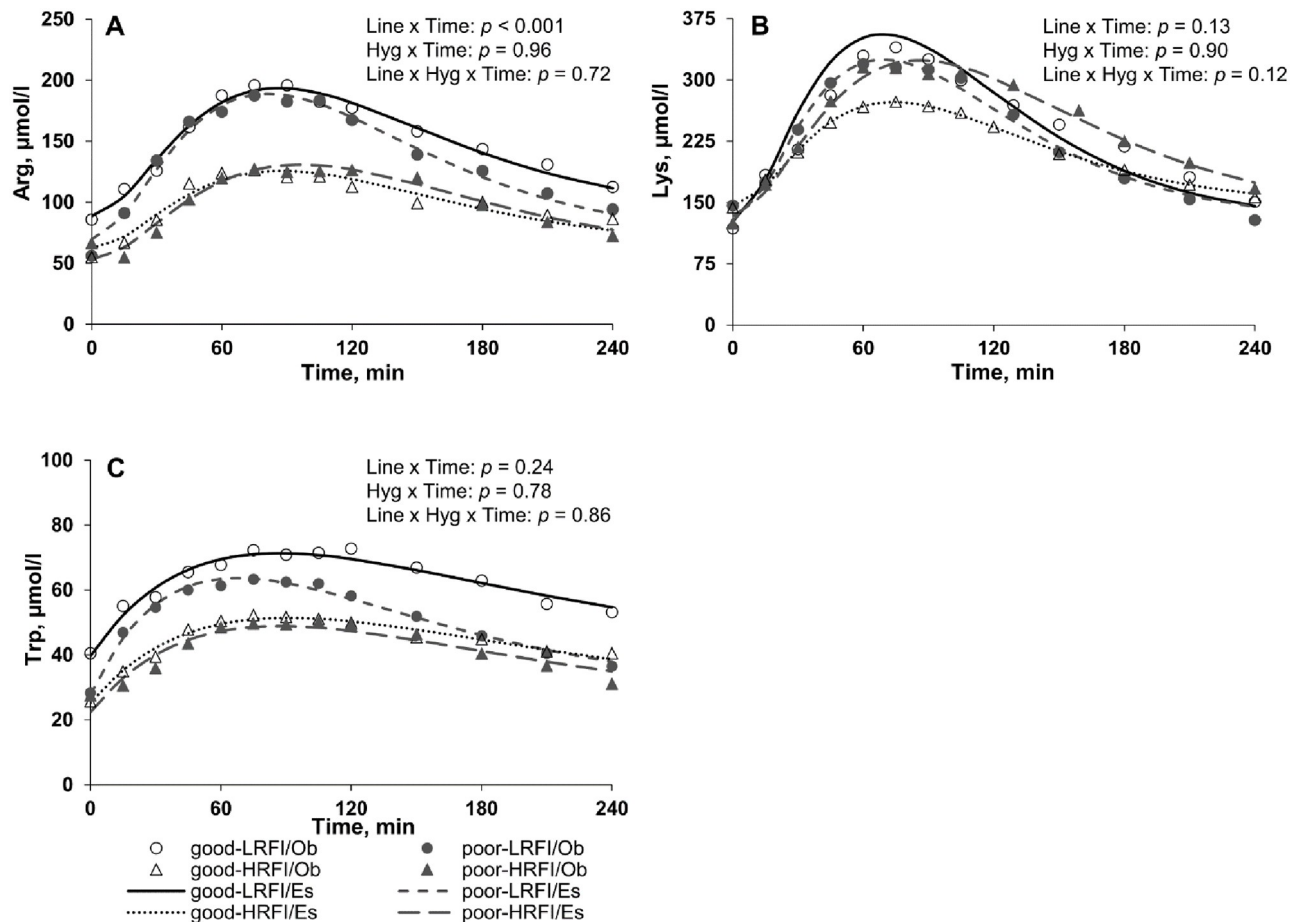 A
Line x Time: p < 0.001
Hyg x Time: p = 0.96
Line x Hyg x Time: p = 0.72
Arg, µmol/l
250
200
150
100
50
0
0 60 120 180 240
Time, min
B
Line x Time: p = 0.13
Hyg x Time: p = 0.90
Line x Hyg x Time: p = 0.12
Lys, µmol/l
375
300
225
150
75
0
0 60 120 180 240
Time, min
C
Line x Time: p = 0.24
Hyg x Time: p = 0.78
Line x Hyg x Time: p = 0.86
Trp, µmol/l
100
80
60
40
20
0
0 60 120 180 240
Time, min
good-LRFI/Ob poor-LRFI/Ob
good-HRFI/Ob poor-HRFI/Ob
good-LRFI/Es poor-LRFI/Es
good-HRFI/Es poor-HRFI/Es